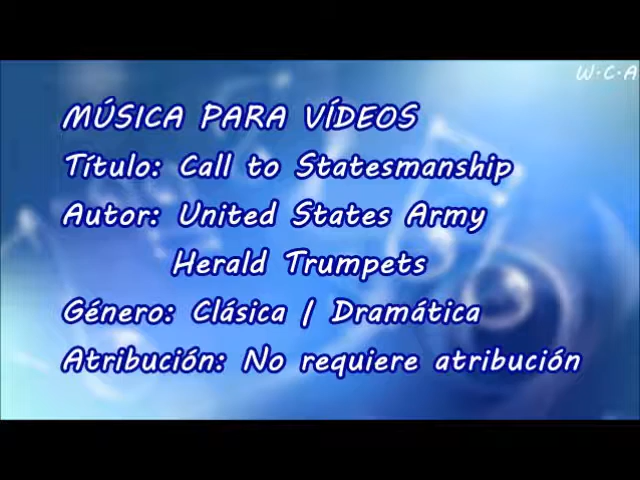 W·C·A
MÚSICA PARA VÍDEOS
Título: Call to Statesmanship
Autor: United States Army
Herald Trumpets
Género: Clásica / Dramática
Atribución: No requiere atribución